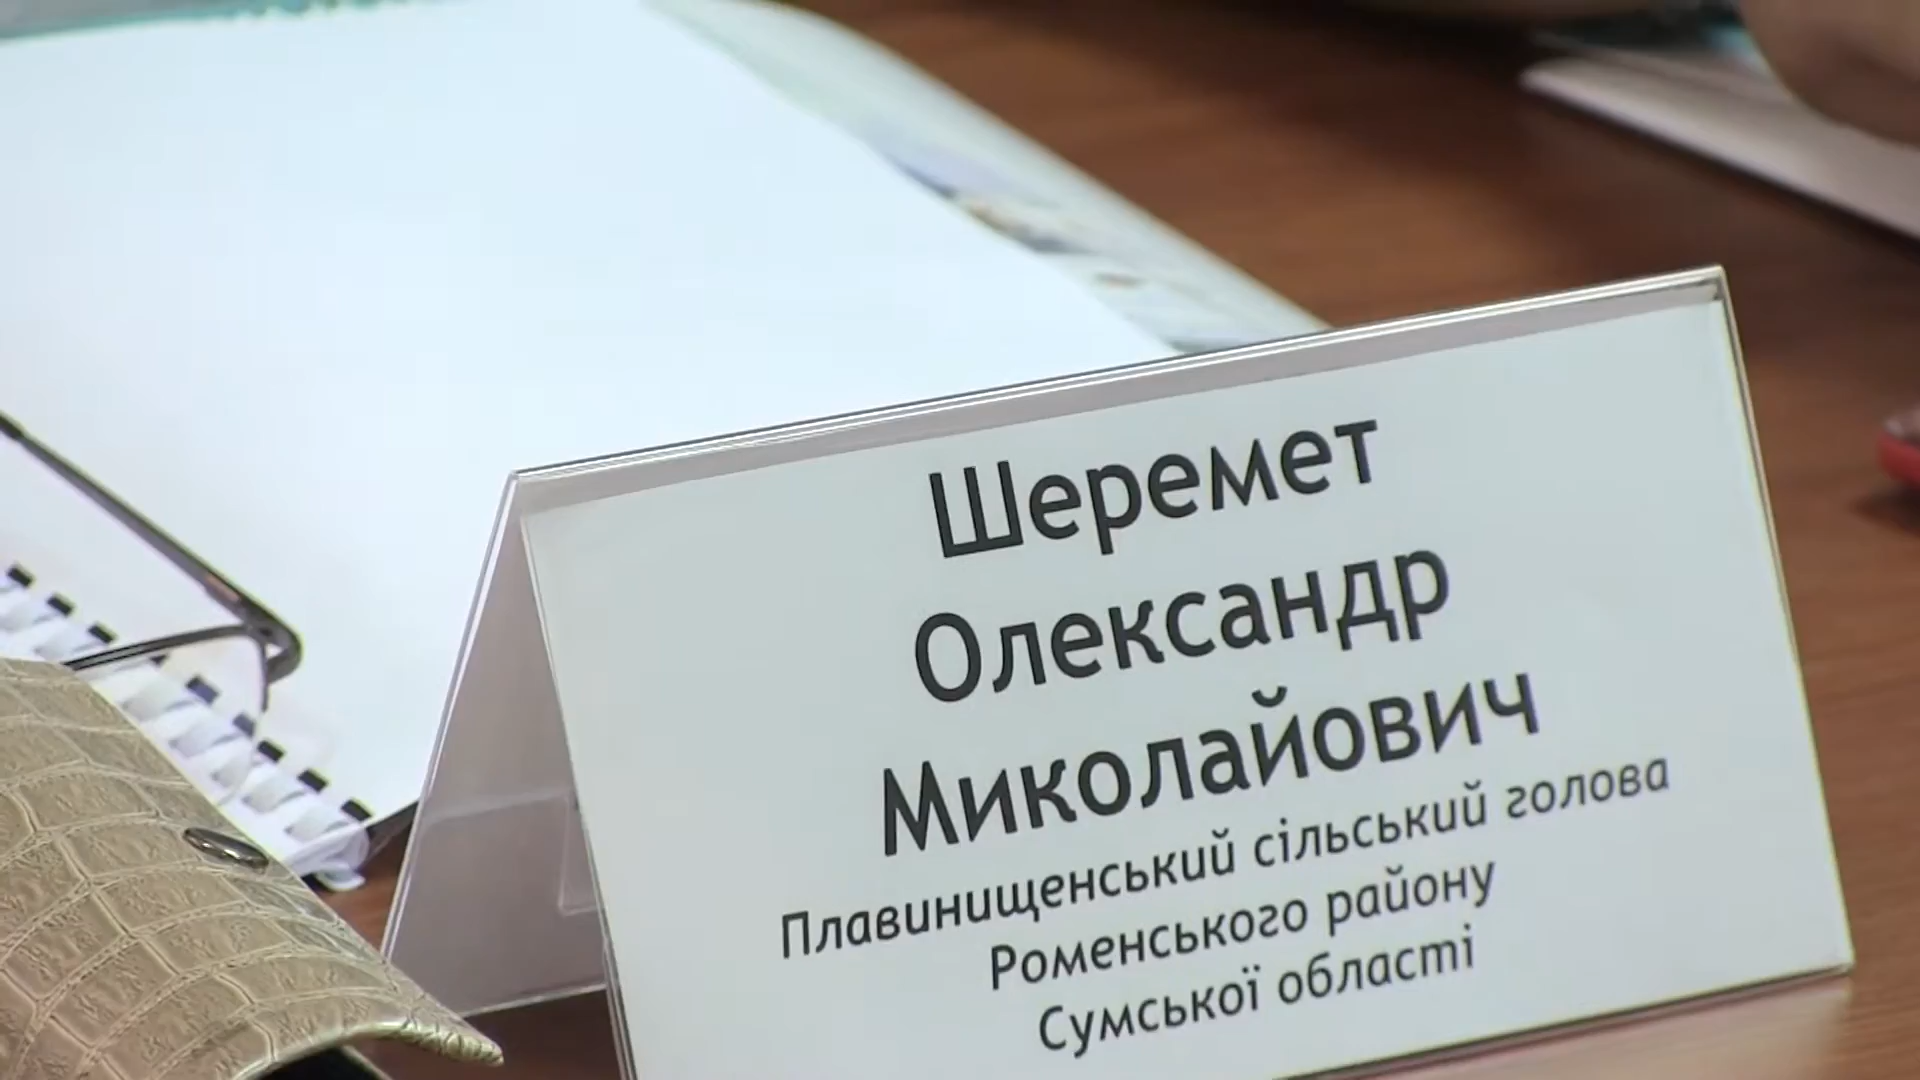 Шеремет
Олександр
Миколайович
Плавинищенський сільський голова
Роменського району
Сумської області